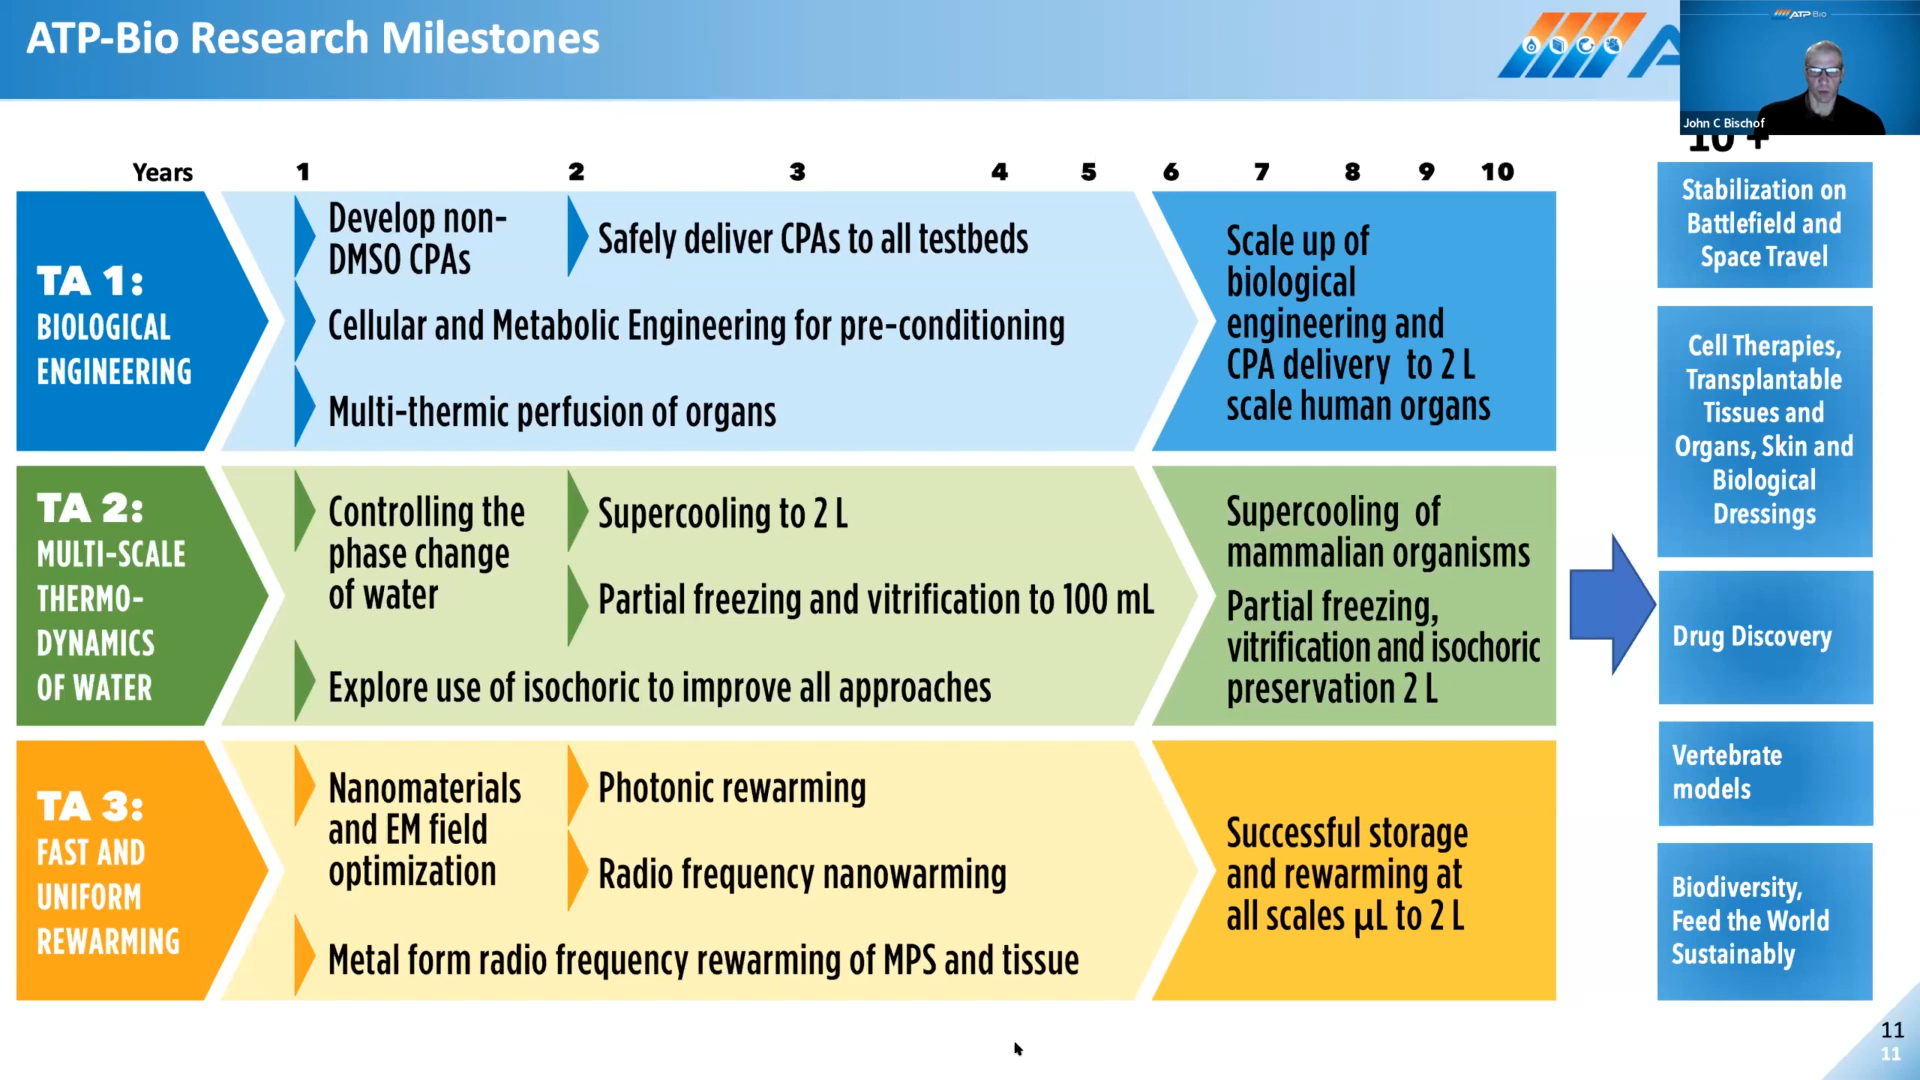 ATP-Bio Research Milestones
ATP-Bio
John C Bischof
Years 1 2 3 4 5 6 7 8 9 10
10 +
TA 1:
BIOLOGICAL
ENGINEERING
Develop non-
DMSO CPAs
Safely deliver CPAs to all testbeds
Cellular and Metabolic Engineering for pre-conditioning
Multi-thermic perfusion of organs
Scale up of
biological
engineering and
CPA delivery to 2 L
scale human organs
TA 2:
MULTI-SCALE
THERMO-
DYNAMICS
OF WATER
Controlling the
phase change
of water
Supercooling to 2 L
Partial freezing and vitrification to 100 mL
Explore use of isochoric to improve all approaches
Supercooling of
mammalian organisms
Partial freezing,
vitrification and isochoric
preservation 2 L
TA 3:
FAST AND
UNIFORM
REWARMING
Nanomaterials
and EM field
optimization
Photonic rewarming
Radio frequency nanowarming
Metal form radio frequency rewarming of MPS and tissue
Successful storage
and rewarming at
all scales µL to 2 L
Stabilization on
Battlefield and
Space Travel
Cell Therapies,
Transplantable
Tissues and
Organs, Skin and
Biological
Dressings
Drug Discovery
Vertebrate
models
Biodiversity,
Feed the World
Sustainably
11
11